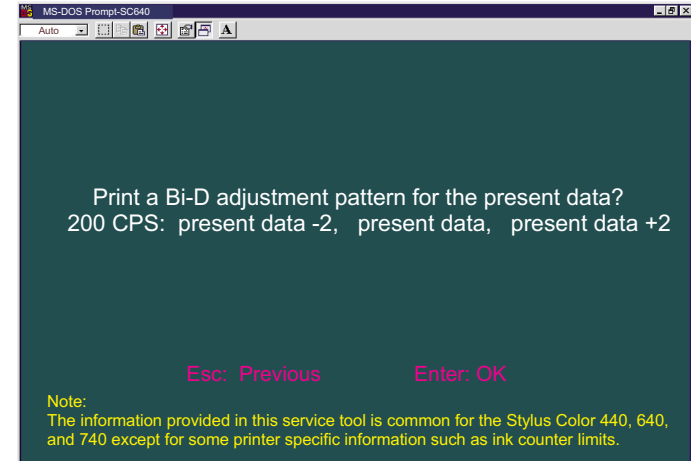 MS-DOS Prompt-SC640
Auto
A
Print a Bi-D adjustment pattern for the present data?
200 CPS: present data -2, present data, present data +2
Esc: Previous Enter: OK
Note:
The information provided in this service tool is common for the Stylus Color 440, 640,
and 740 except for some printer specific information such as ink counter limits.